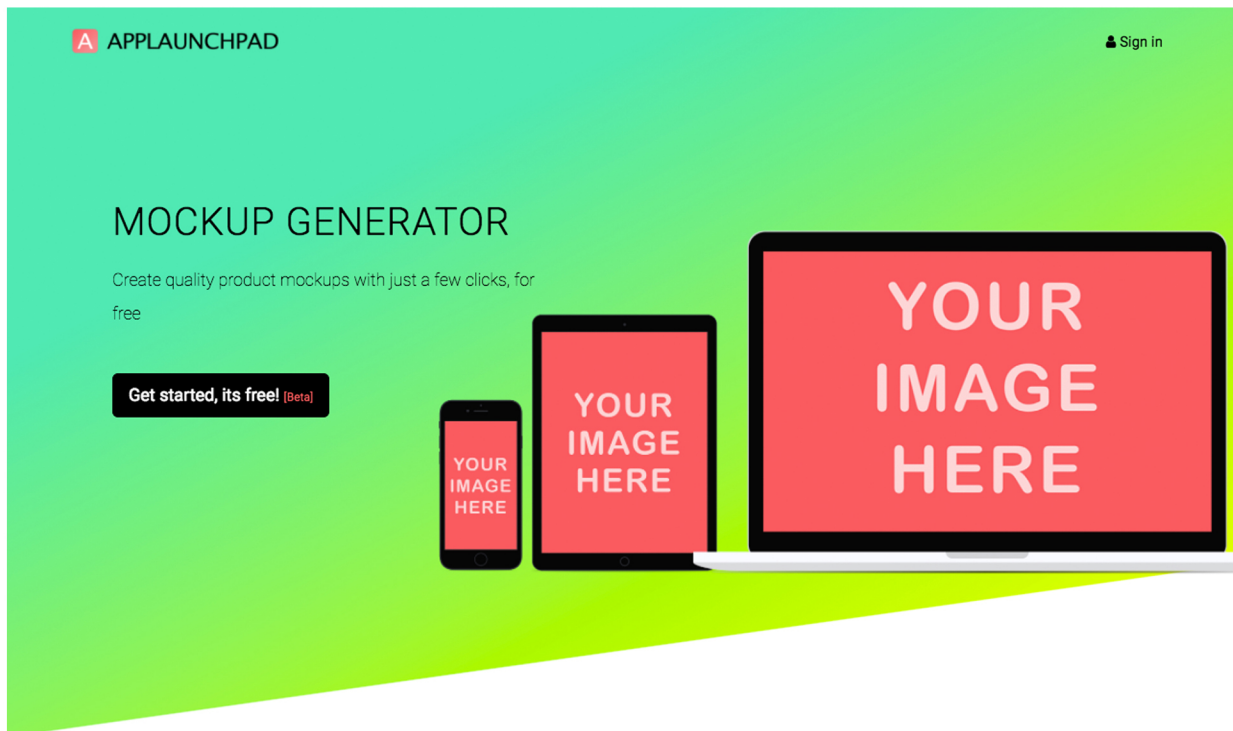 A APPLAUNCHPAD
Sign in
MOCKUP GENERATOR
Create quality product mockups with just a few clicks, for
free
Get started, its free! [Beta]
YOUR
IMAGE
HERE
YOUR
IMAGE
HERE
YOUR
IMAGE
HERE